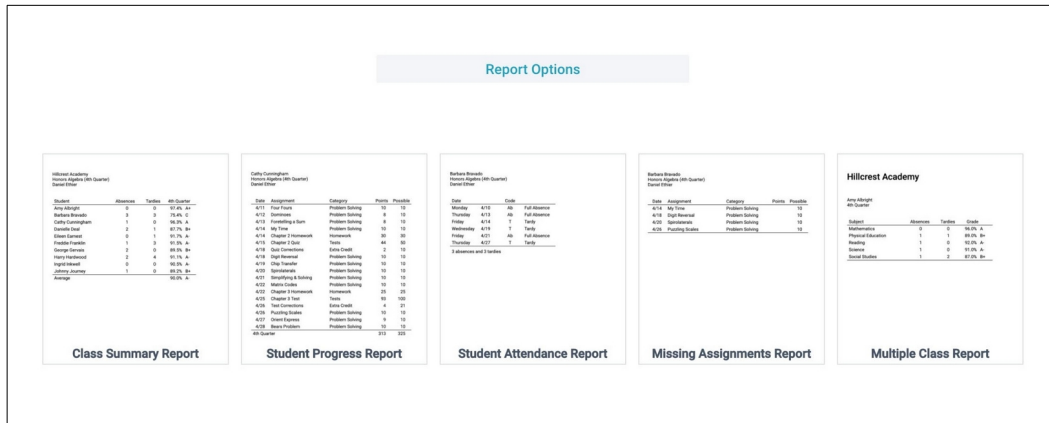 Report Options
Hillcrest Academy
Honors Algebra (4th Quarter)
Daniel Ethier
Student Absences Tardies 4th Quarter
Amy Albright 0 0 97.4% A+
Barbara Bravado 3 3 75.4% C
Cathy Cunningham 1 0 96.3% A
Danielle Deal 2 1 87.7% B+
Eileen Earnest 0 1 91.7% A-
Freddie Franklin 1 3 91.5% A-
George Gervais 2 0 89.3% B+
Harry Hardwood 2 4 91.1% A-
Ingrid Inkwell 0 0 90.3% A-
Johnny Journey 1 0 89.2% B+
Average 90.0% A-
Class Summary Report
Cathy Cunningham
Honors Algebra (4th Quarter)
Daniel Ethier
Date Assignment Category Points Possible
4/11 Four Fours Problem Solving 10 10
4/12 Dominoes Problem Solving 8 10
4/13 Foretelling a Sum Problem Solving 8 10
4/14 My Time Problem Solving 10 10
4/14 Chapter 2 Homework Homework 30 30
4/15 Chapter 2 Quiz Tests 44 50
4/18 Quiz Corrections Extra Credit 2 10
4/18 Digit Reversal Problem Solving 10 10
4/19 Chip Transfer Problem Solving 10 10
4/20 Spirolaterals Problem Solving 10 10
4/21 Simplifying & Solving Problem Solving 10 10
4/22 Matrix Codes Problem Solving 10 10
4/22 Chapter 3 Homework Homework 25 25
4/25 Chapter 3 Test Tests 93 100
4/26 Test Corrections Extra Credit 4 21
4/26 Puzzling Scales Problem Solving 10 10
4/27 Orient Express Problem Solving 9 10
4/28 Bears Problem Problem Solving 10 10
4th Quarter 313 325
Student Progress Report
Barbara Bravado
Honors Algebra (4th Quarter)
Daniel Ethier
Date Code
Monday 4/10 Ab Full Absence
Thursday 4/13 Ab Full Absence
Friday 4/14 T Tardy
Wednesday 4/19 T Tardy
Friday 4/21 Ab Full Absence
Thursday 4/27 T Tardy
3 absences and 3 tardies
Student Attendance Report
Barbara Bravado
Honors Algebra (4th Quarter)
Daniel Ethier
Date Assignment Category Points Possible
4/14 My Time Problem Solving 10
4/18 Digit Reversal Problem Solving 10
4/20 Spirolaterals Problem Solving 10
4/26 Puzzling Scales Problem Solving 10
Missing Assignments Report
Hillcrest Academy
Amy Albright
4th Quarter
Subject Absences Tardies Grade
Mathematics 0 0 96.0% A
Physical Education 1 1 89.0% B+
Reading 1 0 92.0% A-
Science 1 0 91.0% A-
Social Studies 1 3 87.0% B+
Multiple Class Report